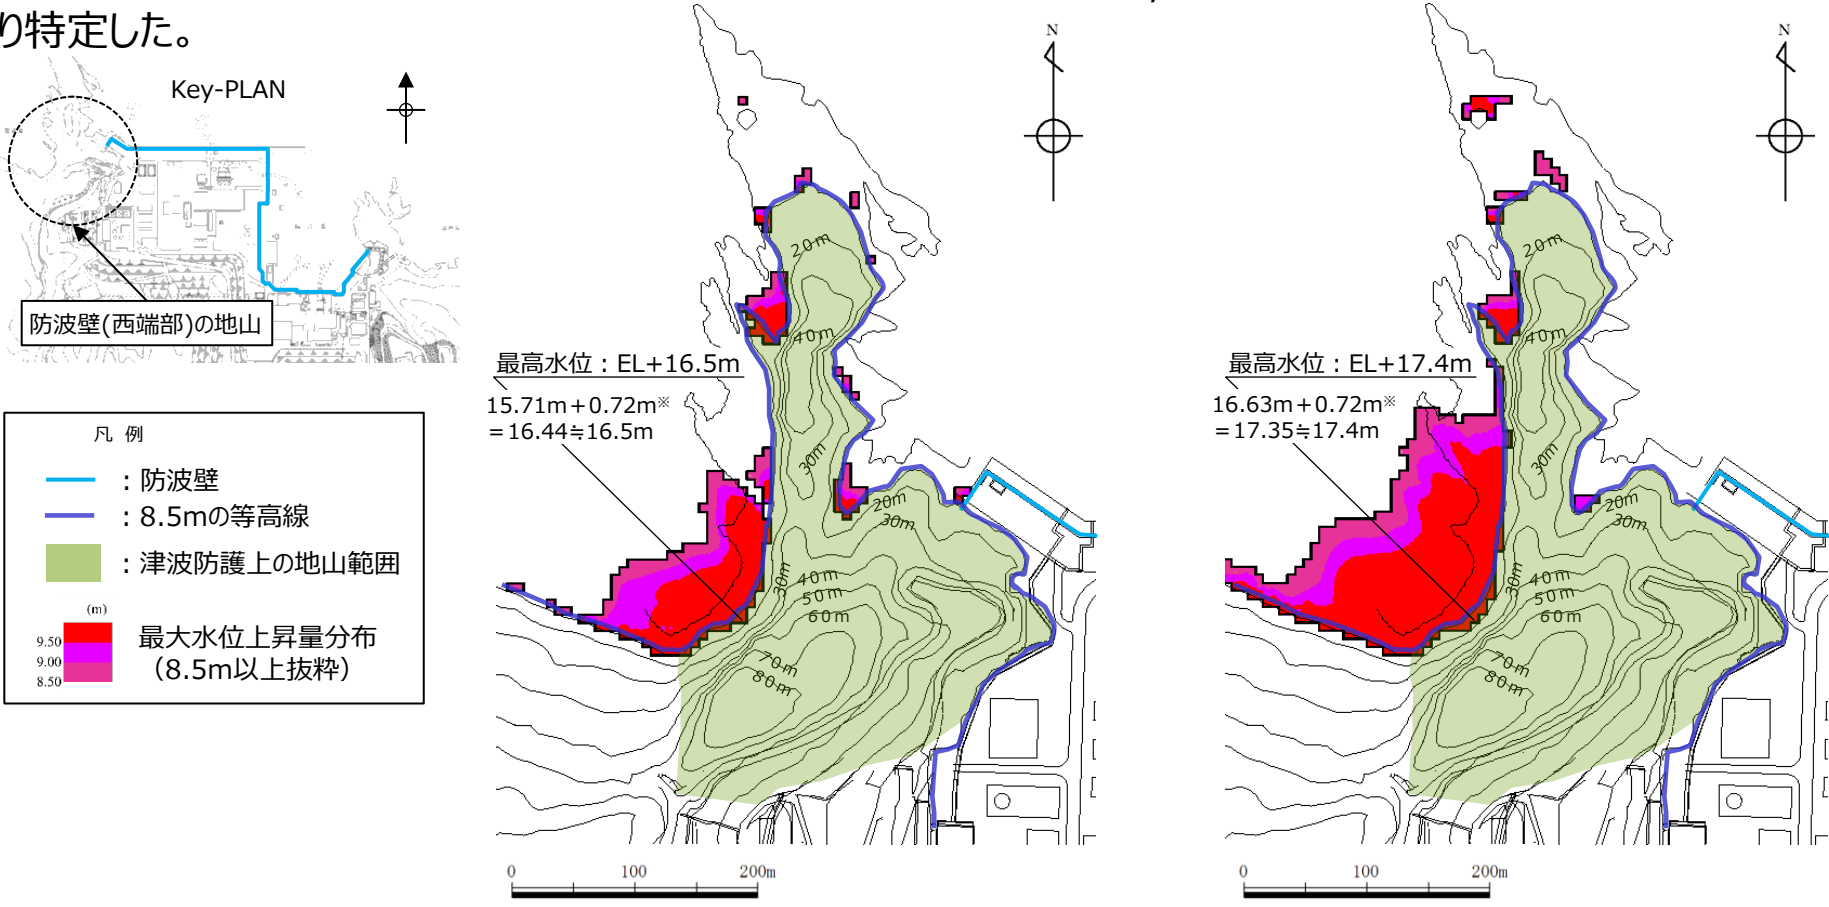 り特定した。
Key-PLAN
防波壁(西端部)の地山
凡 例
：防波壁
：8.5mの等高線
：津波防護上の地山範囲
(m)
9.50
9.00
8.50
最大水位上昇量分布
（8.5m以上抜粋）
N
最高水位：EL+16.5m
15.71m+0.72m※
=16.44≒16.5m
20m
40m
30m
20m
30m
30m
40m
50m
60m
70m
80m
0 100 200m
N
最高水位：EL+17.4m
16.63m+0.72m※
=17.35≒17.4m
20m
40m
30m
20m
30m
30m
40m
50m
60m
70m
80m
0 100 200m